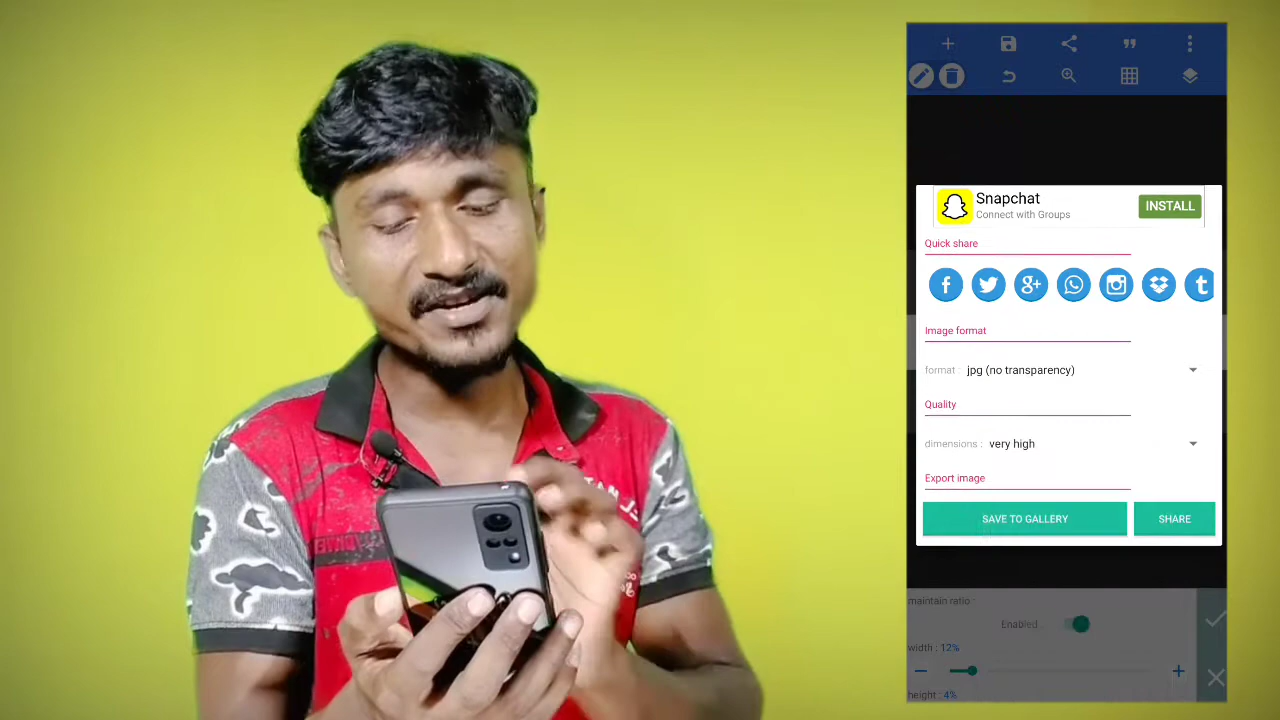 Snapchat
Connect with Groups
INSTALL
Quick share
Image format
format : jpg (no transparency)
Quality
dimensions : very high
Export image
SAVE TO GALLERY
SHARE
maintain ratio :
Enabled
width : 12%
height : 4%